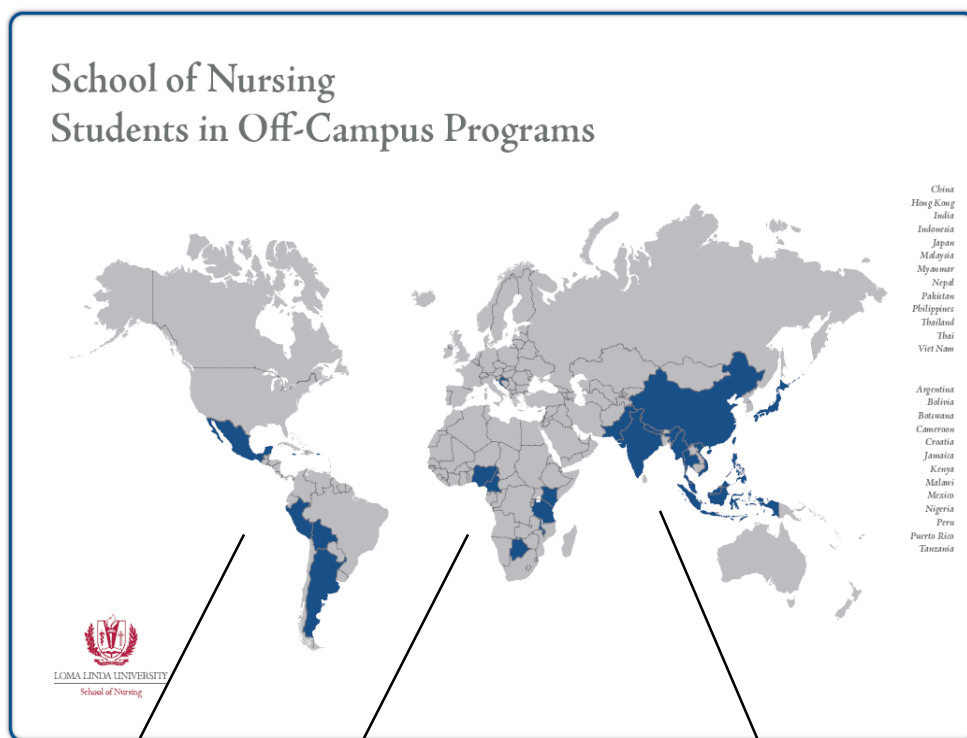 School of Nursing
Students in Off-Campus Programs
China
Hong Kong
India
Indonesia
Japan
Malaysia
Myanmar
Nepal
Pakistan
Philippines
Thailand
Thai
Viet Nam
Argentina
Bolivia
Botswana
Cameroon
Croatia
Jamaica
Kenya
Malawi
Mexico
Nigeria
Peru
Puerto Rico
Tanzania
LOMA LINDA UNIVERSITY
School of Nursing